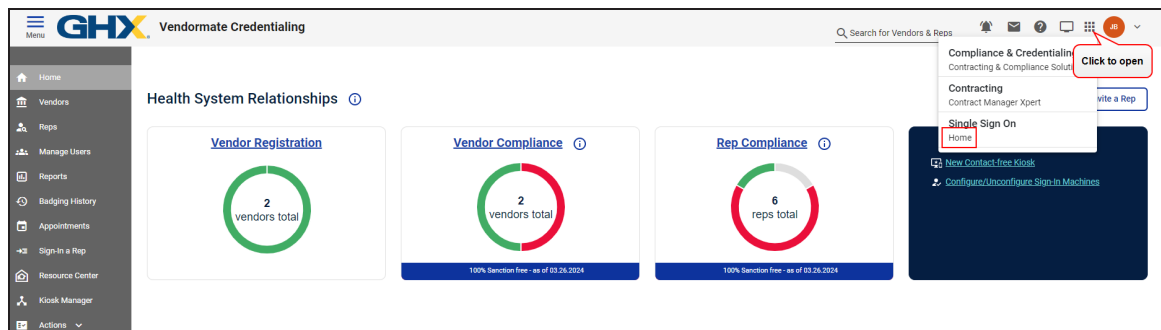 Menu
GHX
Vendormate Credentialing
Search for Vendors & Reps
JB
Click to open
Compliance & Credentialin
Contracting & Compliance Soluti
Contracting
Contract Manager Xpert
Single Sign On
Home
Home
Vendors
Reps
Manage Users
Reports
Badging History
Appointments
Sign-In a Rep
Resource Center
Kiosk Manager
Actions
Health System Relationships
vite a Rep
Vendor Registration
2
vendors total
Vendor Compliance
2
vendors total
100% Sanction free - as of 03.26.2024
Rep Compliance
6
reps total
100% Sanction free - as of 03.26.2024
New Contact-free Kiosk
Configure/Unconfigure Sign-In Machines